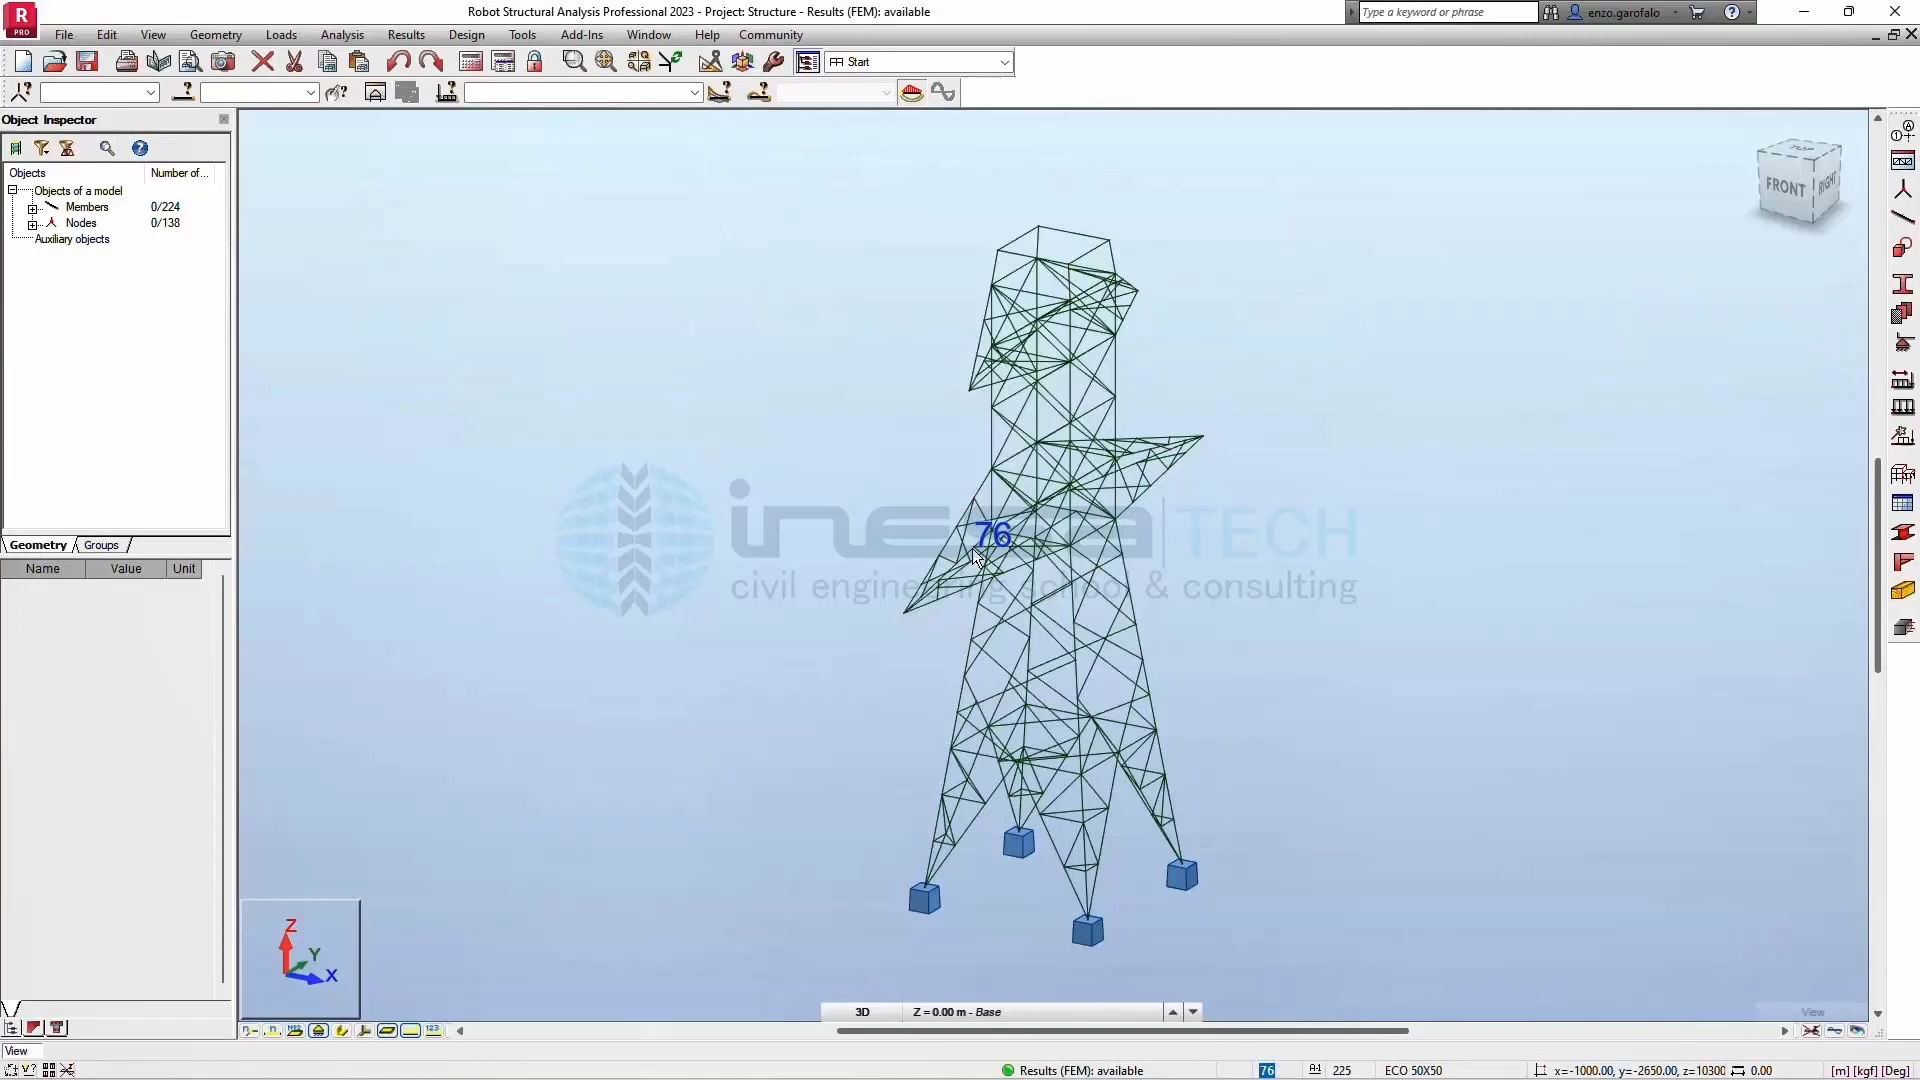 Robot Structural Analysis Professional 2023 - Project: Structure - Results (FEM): available
Type a keyword or phrase
enzo.garofalo
R
PRO
File Edit View Geometry Loads Analysis Results Design Tools Add-Ins Window Help Community
Start
Object Inspector
Objects Number of...
Objects of a model
Members 0/224
Nodes 0/138
Auxiliary objects
Geometry Groups
Name Value Unit
TOP
FRONT RIGHT
76
inesa TECH
civil engineering school & consulting
Z
Y
X
3D Z = 0.00 m - Base
View
View
Results (FEM): available 76 225 ECO 50X50 x=-1000.00, y=-2650.00, z=10300 0.00 [m] [kgf] [Deg]